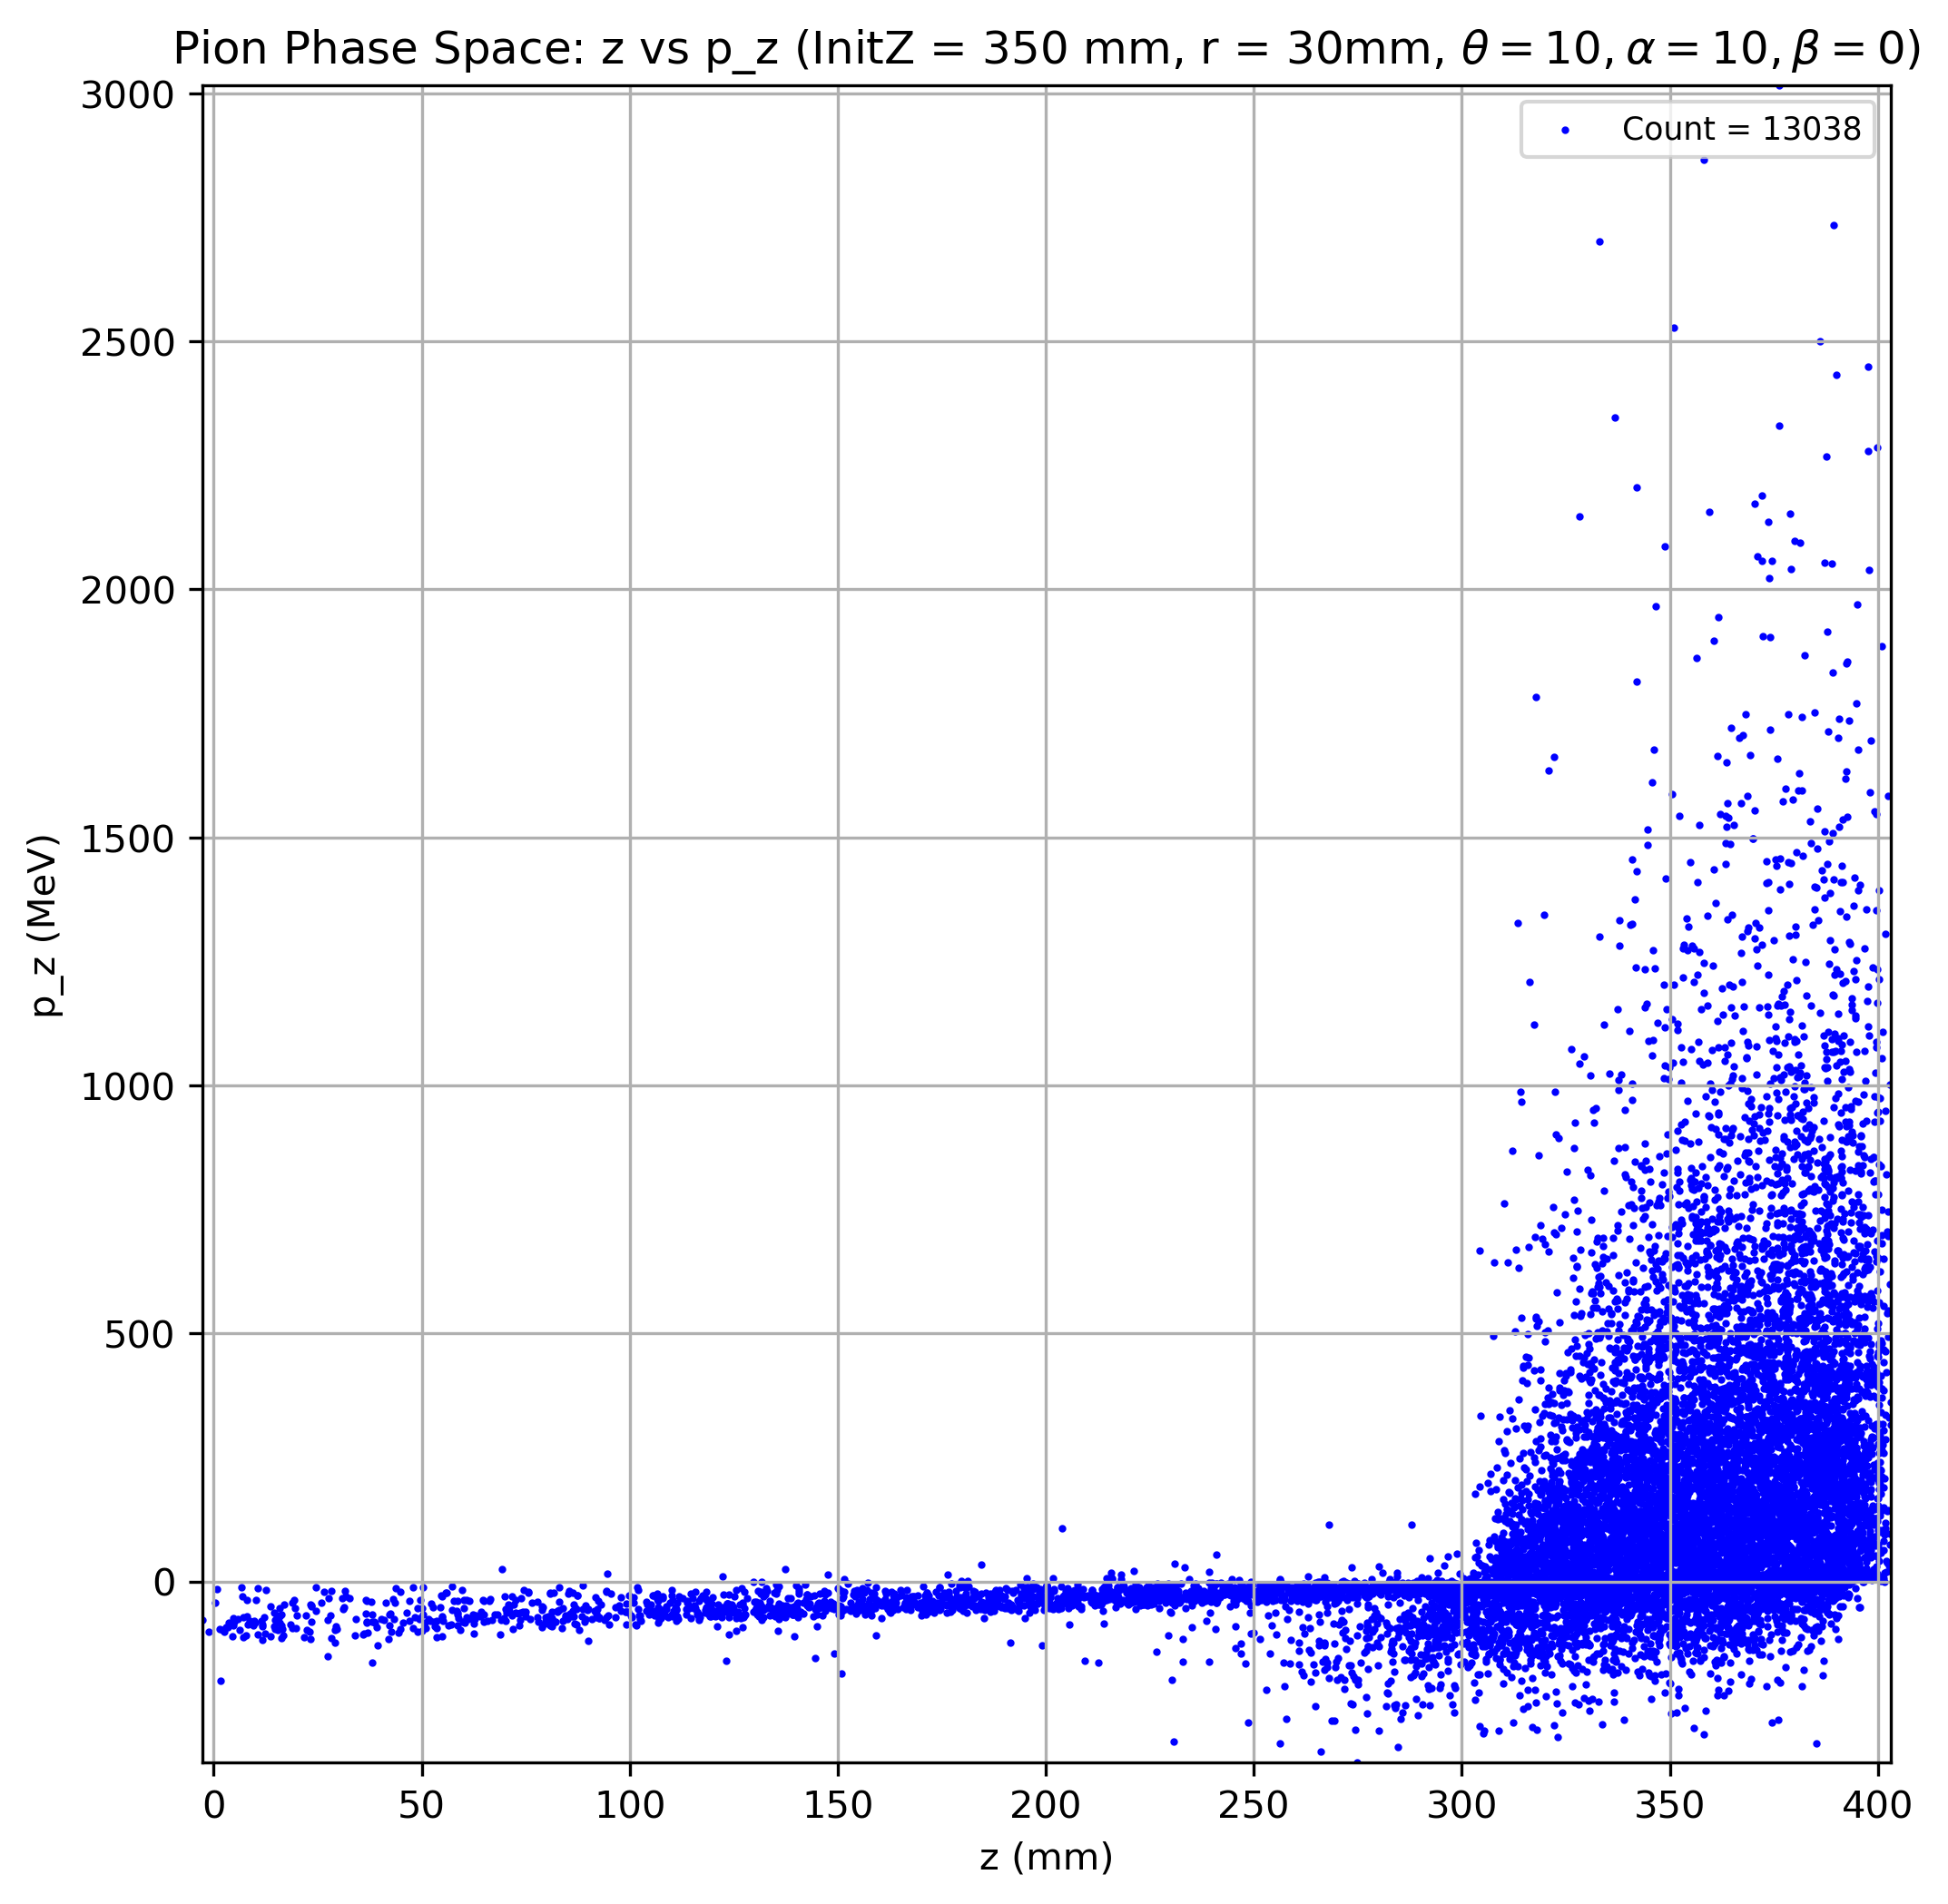 Pion Phase Space: z vs p_z (InitZ = 350 mm, r = 30mm, θ = 10, α = 10, β = 0)
Count = 13038
3000
2500
2000
1500
1000
500
0
p_z (MeV)
0 50 100 150 200 250 300 350 400
z (mm)